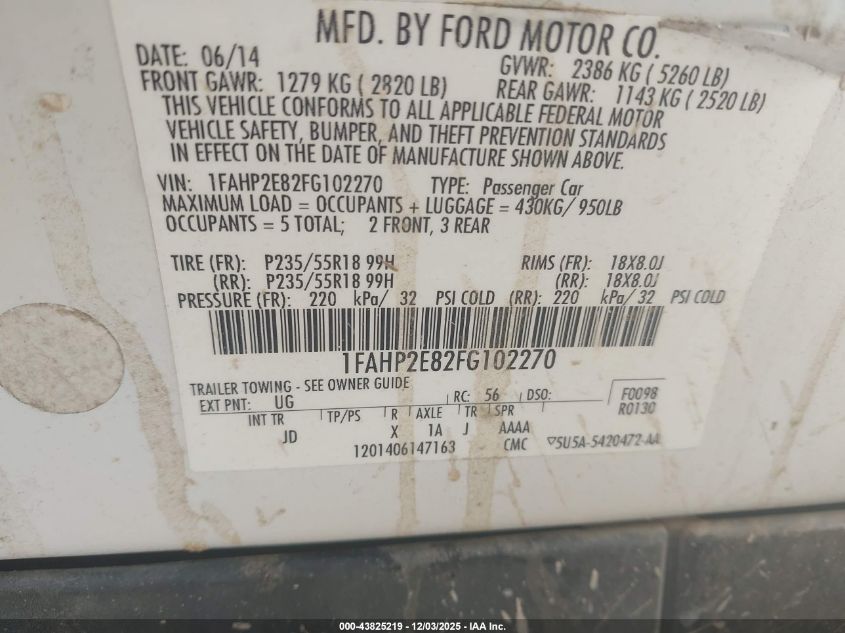 MFD. BY FORD MOTOR CO.
DATE: 06/14 GVWR: 2386 KG ( 5260 LB)
FRONT GAWR: 1279 KG ( 2820 LB) REAR GAWR: 1143 KG ( 2520 LB)
THIS VEHICLE CONFORMS TO ALL APPLICABLE FEDERAL MOTOR
VEHICLE SAFETY, BUMPER, AND THEFT PREVENTION STANDARDS
IN EFFECT ON THE DATE OF MANUFACTURE SHOWN ABOVE.
VIN: 1FAHP2E82FG102270 TYPE: Passenger Car
MAXIMUM LOAD = OCCUPANTS + LUGGAGE = 430KG/ 950LB
OCCUPANTS = 5 TOTAL; 2 FRONT, 3 REAR
TIRE (FR): P235/55R18 99H RIMS (FR): 18X8.0J
(RR): P235/55R18 99H (RR): 18X8.0J
PRESSURE (FR): 220 kPa/ 32 PSI COLD (RR): 220 kPa/ 32 PSI COLD
1FAHP2E82FG102270
TRAILER TOWING - SEE OWNER GUIDE
EXT PNT: UG RC: 56 DSO: F0098
R0130
INT TR TP/PS R AXLE TR SPR
JD X 1A J AAAA
1201406147163 CMC 5U5A-5420472-AA
000-43825219 - 12/03/2025 - IAA Inc.